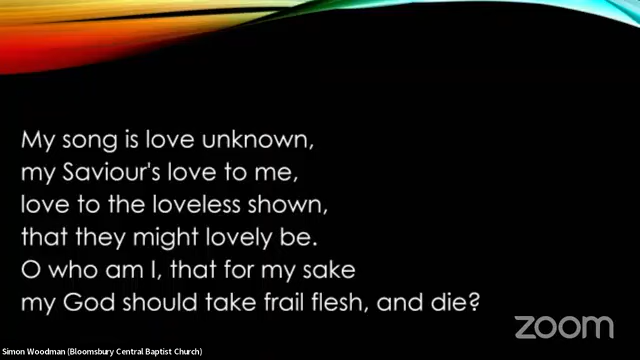 My song is love unknown,
my Saviour's love to me,
love to the loveless shown,
that they might lovely be.
O who am I, that for my sake
my God should take frail flesh, and die?
zoom
Simon Woodman (Bloomsbury Central Baptist Church)